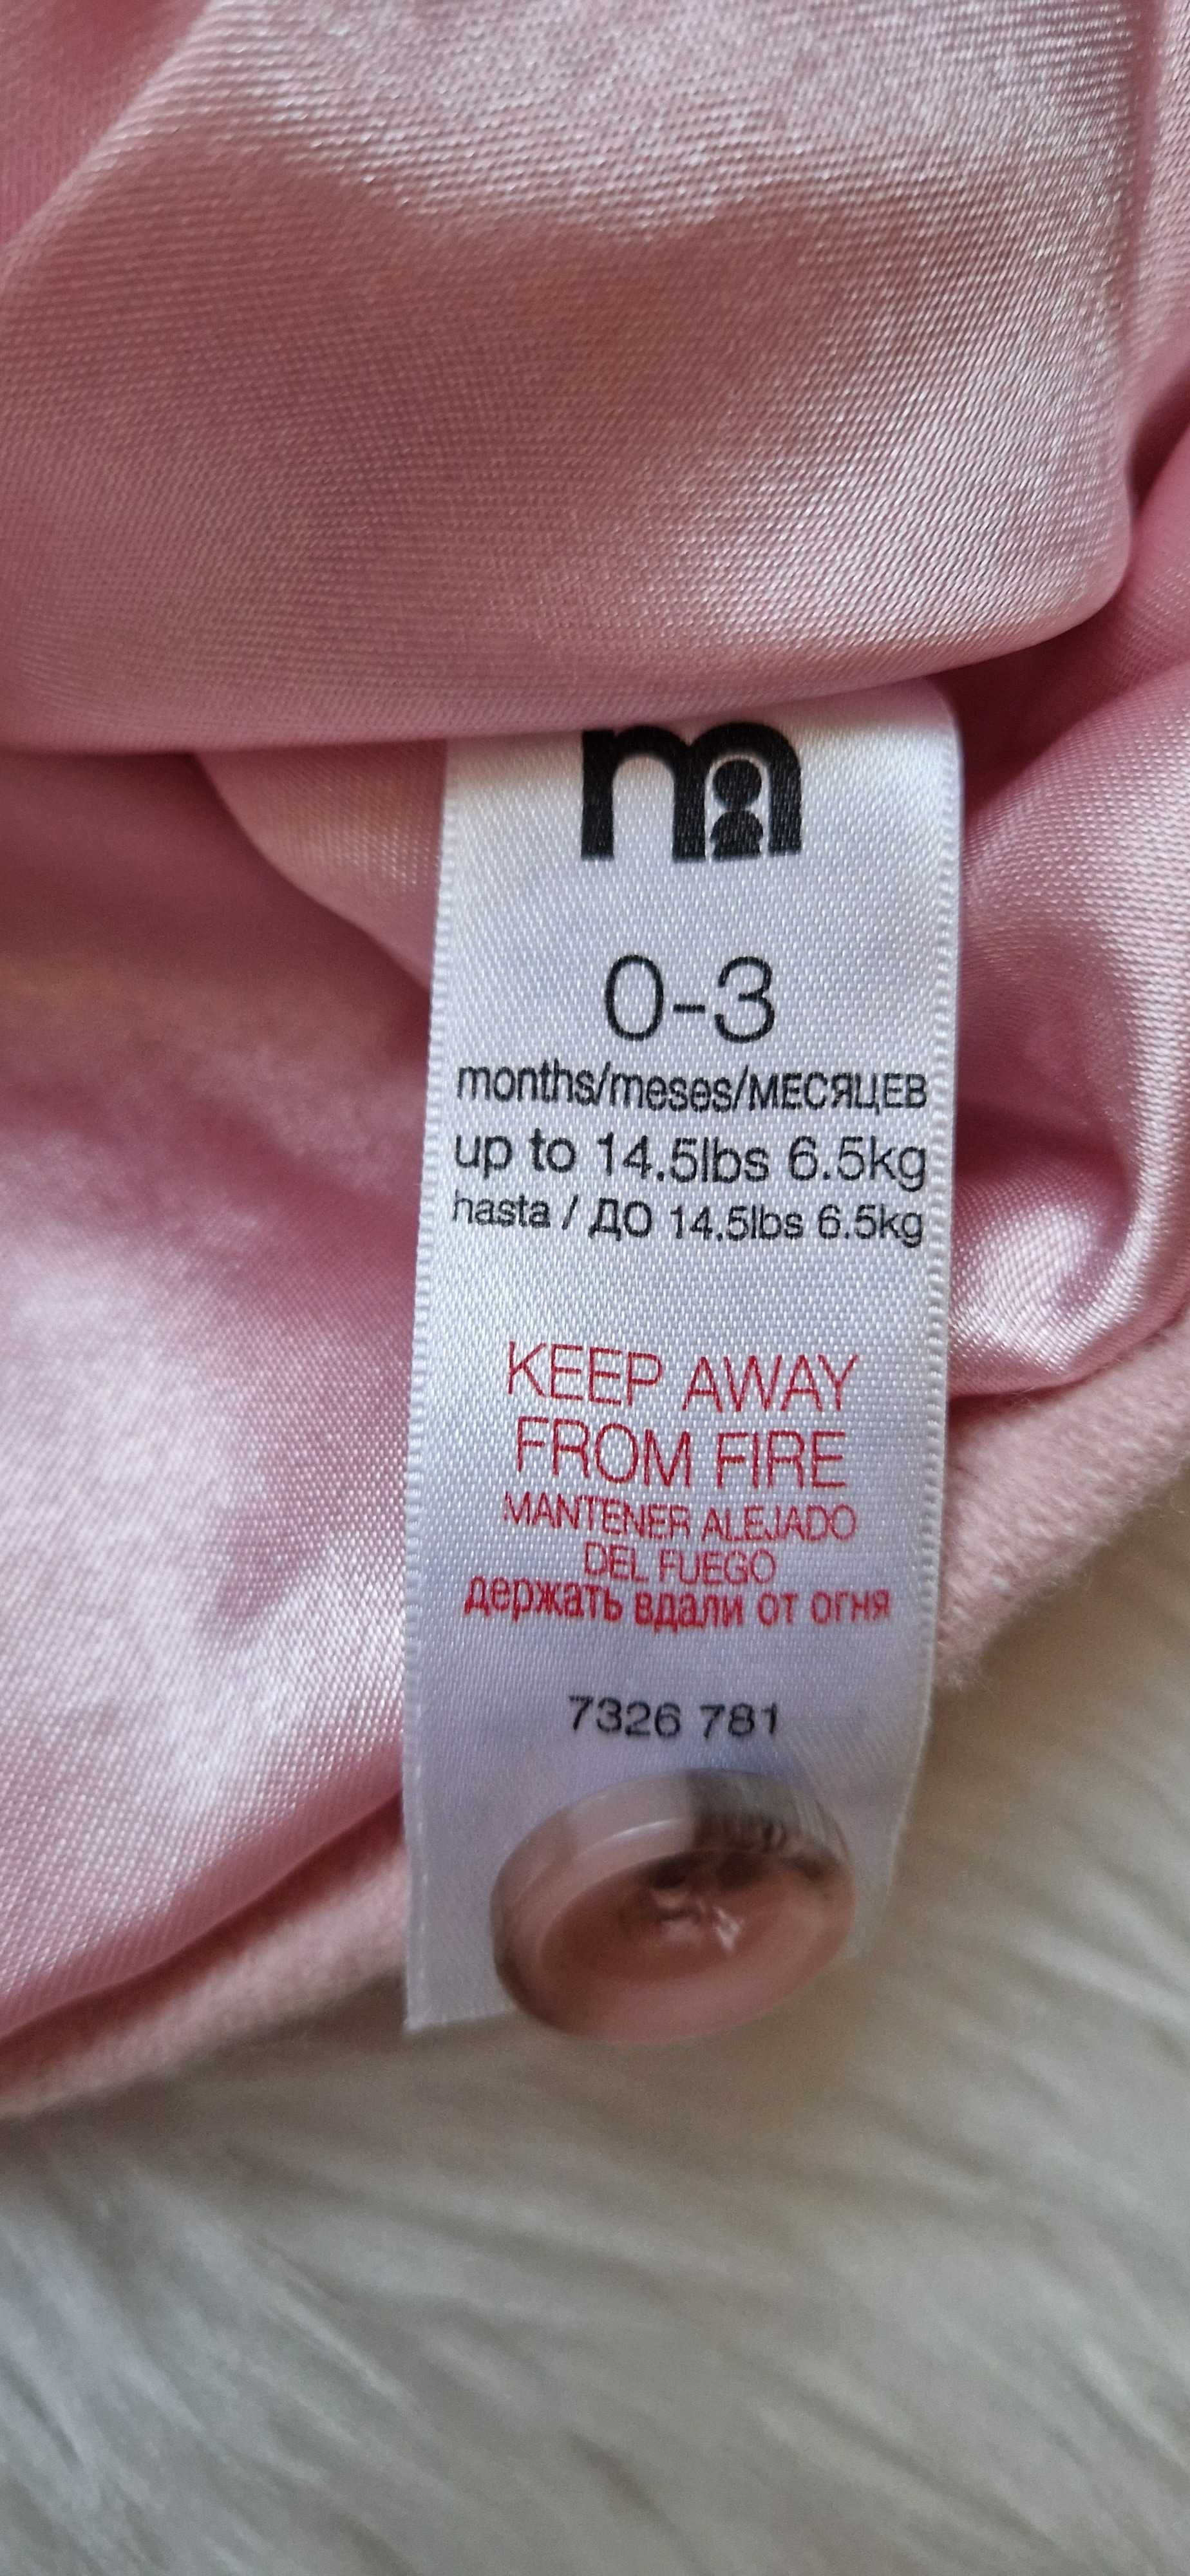 m
0-3
months/meses/МЕСЯЦЕВ
up to 14.5lbs 6.5kg
hasta / ДО 14.5lbs 6.5kg
KEEP AWAY
FROM FIRE
MANTENER ALEJADO
DEL FUEGO
держать вдали от огня
7326 781